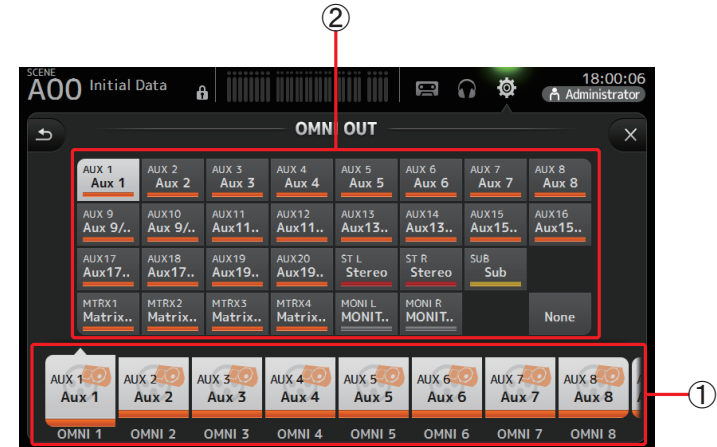 ②
SCENE
A00 Initial Data
18:00:06
Administrator
OMNI OUT
AUX 1 AUX 2 AUX 3 AUX 4 AUX 5 AUX 6 AUX 7 AUX 8
Aux 1 Aux 2 Aux 3 Aux 4 Aux 5 Aux 6 Aux 7 Aux 8
AUX 9 AUX10 AUX11 AUX12 AUX13 AUX14 AUX15 AUX16
Aux 9/.. Aux 9/.. Aux11.. Aux11.. Aux13.. Aux13.. Aux15.. Aux15..
AUX17 AUX18 AUX19 AUX20 ST L ST R SUB
Aux17.. Aux17.. Aux19.. Aux19.. Stereo Stereo Sub
MTRX1 MTRX2 MTRX3 MTRX4 MONI L MONI R
Matrix.. Matrix.. Matrix.. Matrix.. MONIT.. MONIT.. None
AUX 1 AUX 2 AUX 3 AUX 4 AUX 5 AUX 6 AUX 7 AUX 8
Aux 1 Aux 2 Aux 3 Aux 4 Aux 5 Aux 6 Aux 7 Aux 8
①
OMNI 1 OMNI 2 OMNI 3 OMNI 4 OMNI 5 OMNI 6 OMNI 7 OMNI 8